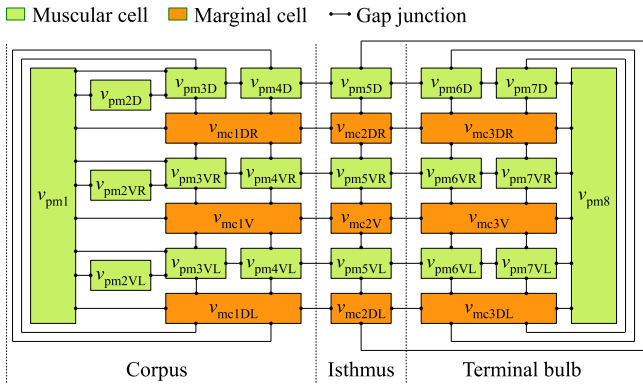 Muscular cell Marginal cell Gap junction
vpm3D vpm4D vpm5D vpm6D vpm7D
vpm2D
vmc1DR vmc2DR vmc3DR
vpm3VR vpm4VR vpm5VR vpm6VR vpm7VR
vpm2VR
vpm1 vpm8
vmc1V vmc2V vmc3V
vpm3VL vpm4VL vpm5VL vpm6VL vpm7VL
vpm2VL
vmc1DL vmc2DL vmc3DL
Corpus Isthmus Terminal bulb